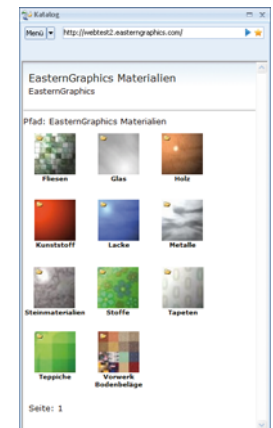 Katalog
Menü http://webtest2.easterngraphics.com/
EasternGraphics Materialien
EasternGraphics
Pfad: EasternGraphics Materialien
Fliesen Glas Holz
Kunststoff Lacke Metalle
Steinmaterialien Stoffe Tapeten
Teppiche Vorwerk
Bodenbeläge
Seite: 1